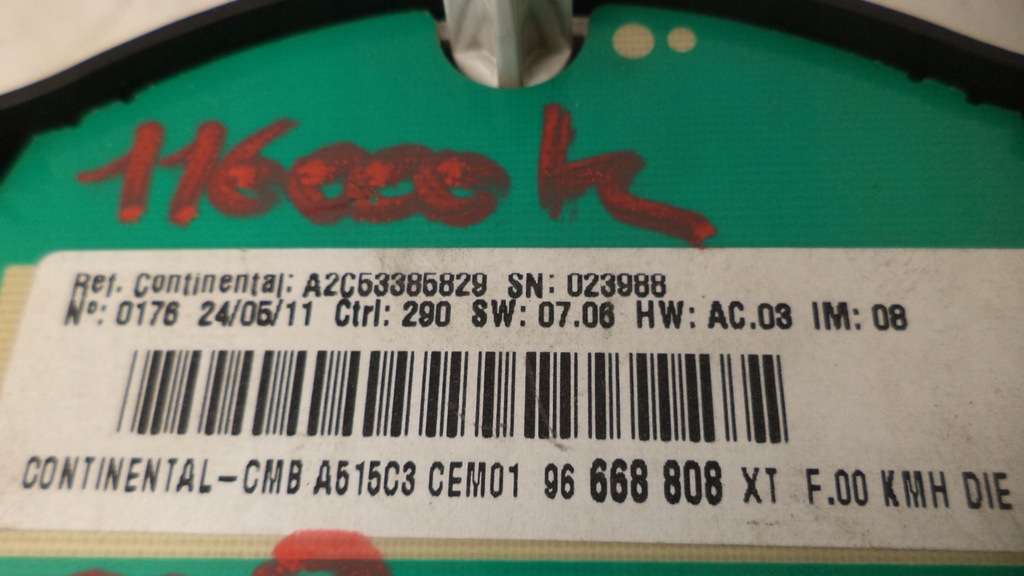 116000 k
Ref. Continental: A2C53385829 SN: 023988
Nº: 0176 24/05/11 Ctrl: 290 SW: 07.06 HW: AC.03 IM: 08
CONTINENTAL-CMB A515C3 CEM01 96 668 808 XT F.00 KMH DIE